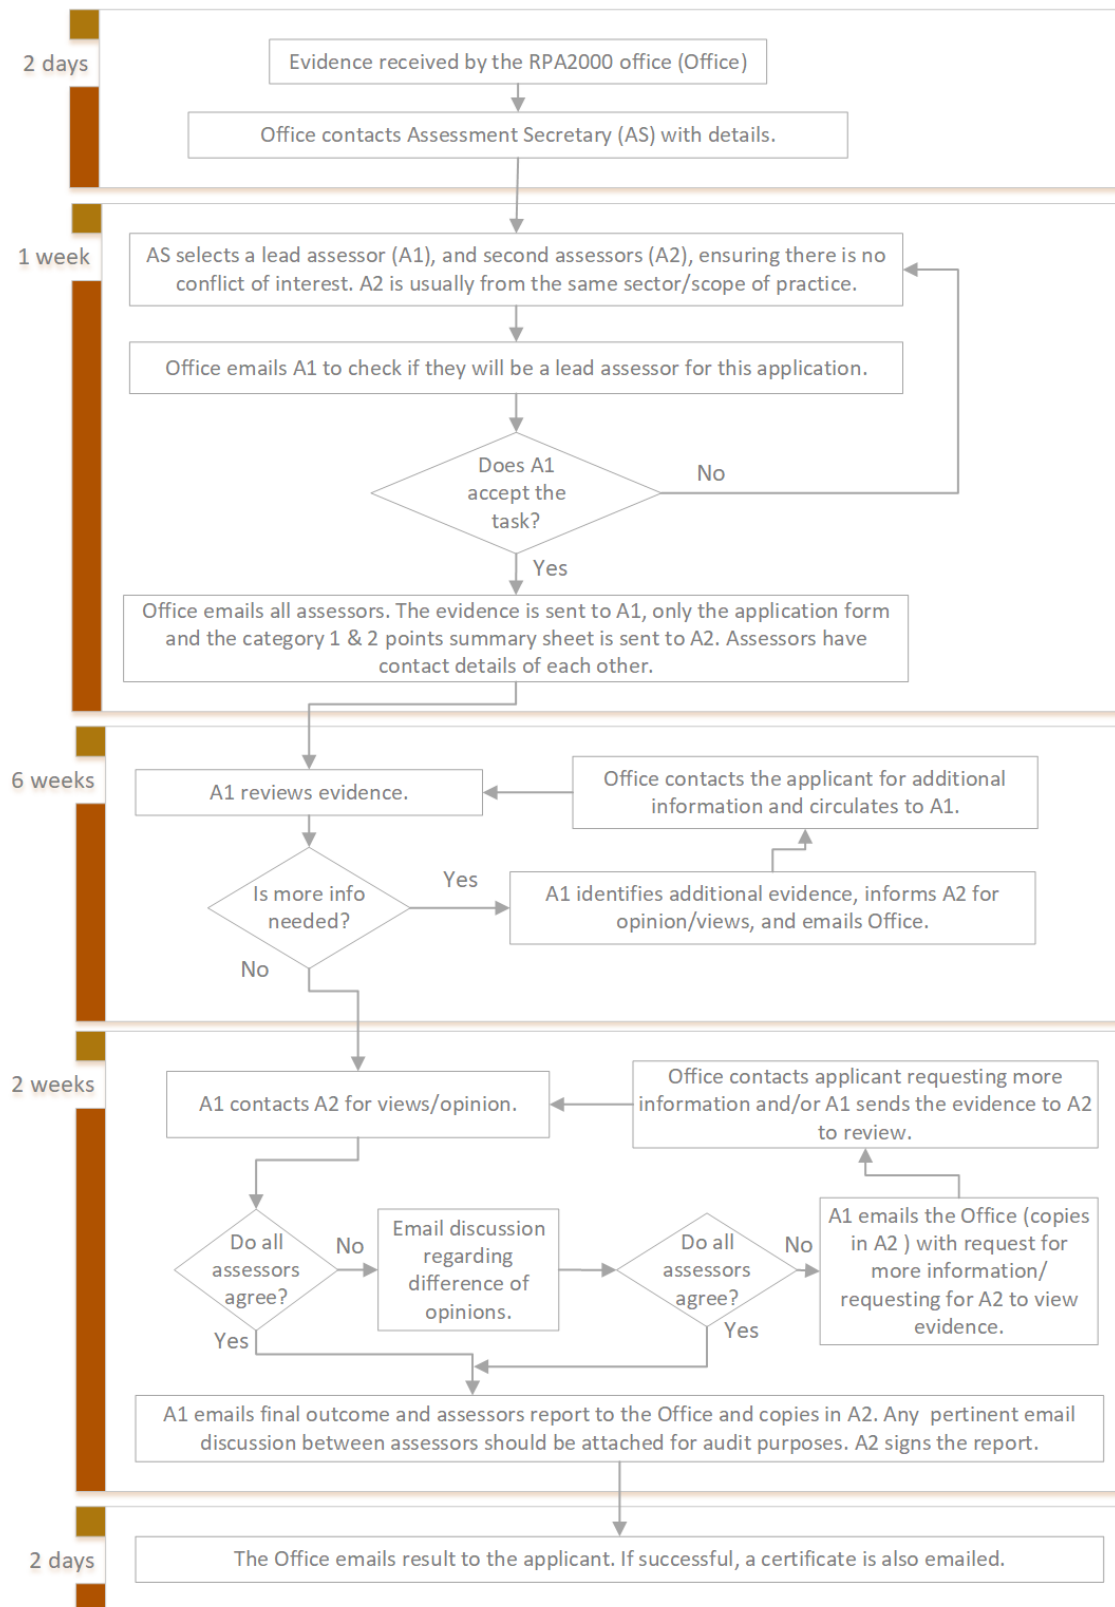 2 days
Evidence received by the RPA2000 office (Office)
Office contacts Assessment Secretary (AS) with details.
1 week
AS selects a lead assessor (A1), and second assessors (A2), ensuring there is no
conflict of interest. A2 is usually from the same sector/scope of practice.
Office emails A1 to check if they will be a lead assessor for this application.
Does A1
accept the
task?
No
Yes
Office emails all assessors. The evidence is sent to A1, only the application form
and the category 1 & 2 points summary sheet is sent to A2. Assessors have
contact details of each other.
6 weeks
A1 reviews evidence.
Office contacts the applicant for additional
information and circulates to A1.
Is more info
needed?
Yes
A1 identifies additional evidence, informs A2 for
opinion/views, and emails Office.
No
2 weeks
A1 contacts A2 for views/opinion.
Office contacts applicant requesting more
information and/or A1 sends the evidence to A2
to review.
Do all
assessors
agree?
No
Email discussion
regarding
difference of
opinions.
Do all
assessors
agree?
No
A1 emails the Office (copies
in A2 ) with request for
more information/
requesting for A2 to view
evidence.
Yes
Yes
A1 emails final outcome and assessors report to the Office and copies in A2. Any  pertinent email
discussion between assessors should be attached for audit purposes. A2 signs the report.
2 days
The Office emails result to the applicant. If successful, a certificate is also emailed.